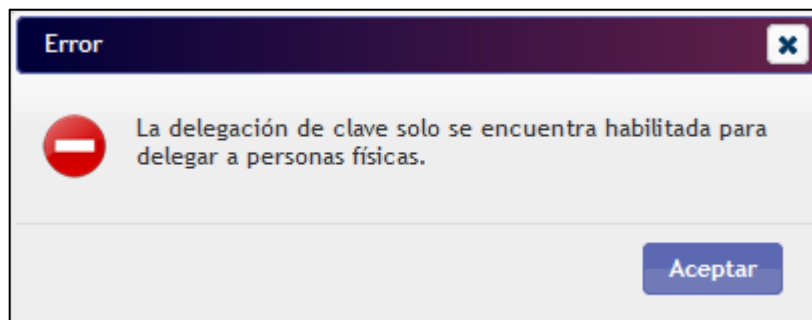 Error
La delegación de clave solo se encuentra habilitada para
delegar a personas físicas.
Aceptar